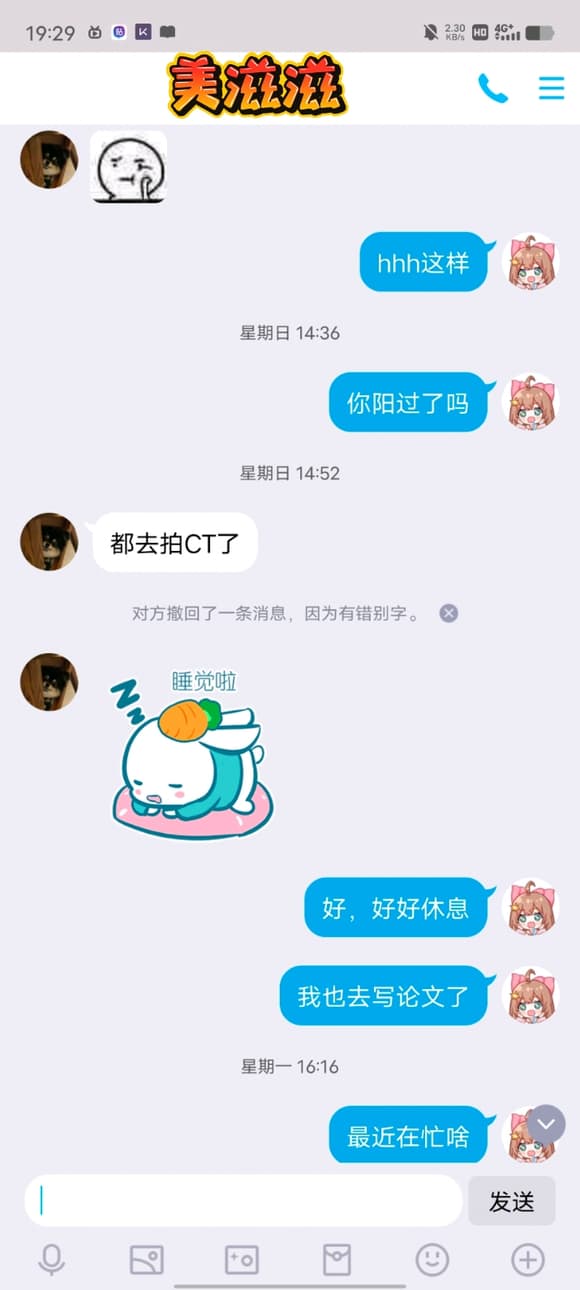 19:29
2.30
KB/s
HD
4G+
美滋滋
hhh这样
星期日 14:36
你阳过了吗
星期日 14:52
都去拍CT了
对方撤回了一条消息，因为有错别字。
睡觉啦
好，好好休息
我也去写论文了
星期一 16:16
最近在忙啥
发送